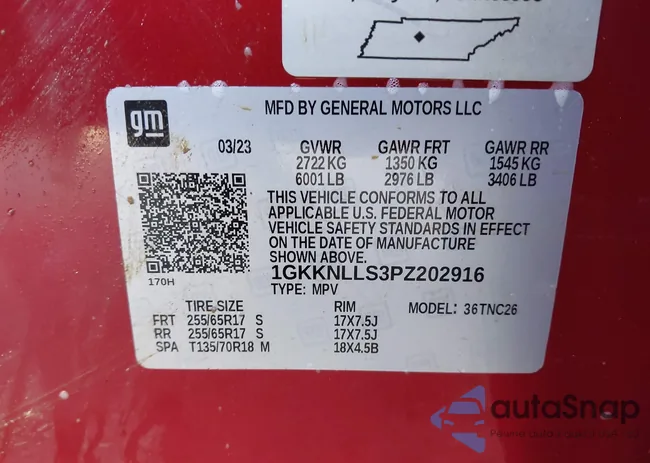 gm
MFD BY GENERAL MOTORS LLC
03/23 GVWR GAWR FRT GAWR RR
2722 KG 1350 KG 1545 KG
6001 LB 2976 LB 3406 LB
THIS VEHICLE CONFORMS TO ALL
APPLICABLE U.S. FEDERAL MOTOR
VEHICLE SAFETY STANDARDS IN EFFECT
ON THE DATE OF MANUFACTURE
SHOWN ABOVE.
1GKKNLLS3PZ202916
170H
TYPE: MPV
MODEL: 36TNC26
TIRE SIZE RIM
FRT 255/65R17 S 17X7.5J
RR 255/65R17 S 17X7.5J
SPA T135/70R18 M 18X4.5B
autaSnap